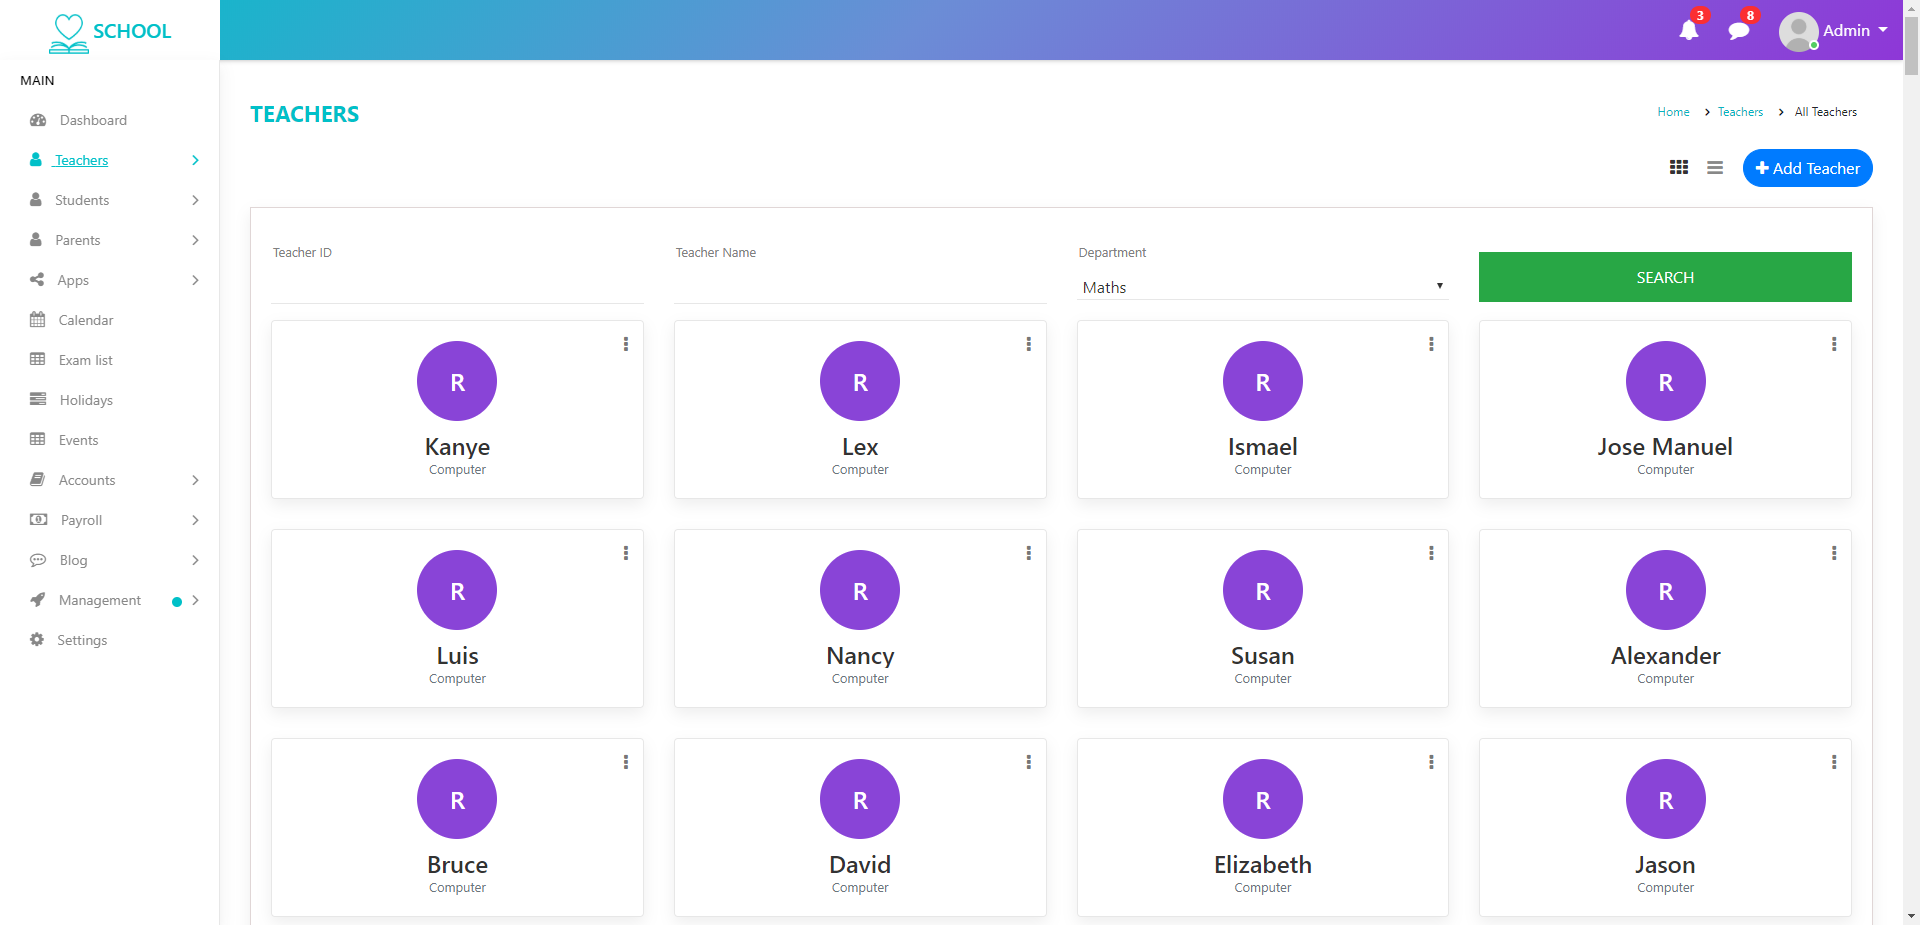 SCHOOL
3
8
Admin
MAIN
Dashboard
Teachers
Students
Parents
Apps
Calendar
Exam list
Holidays
Events
Accounts
Payroll
Blog
Management
Settings
TEACHERS
Home > Teachers > All Teachers
Add Teacher
Teacher ID
Teacher Name
Department
Maths
SEARCH
R
Kanye
Computer
R
Lex
Computer
R
Ismael
Computer
R
Jose Manuel
Computer
R
Luis
Computer
R
Nancy
Computer
R
Susan
Computer
R
Alexander
Computer
R
Bruce
Computer
R
David
Computer
R
Elizabeth
Computer
R
Jason
Computer